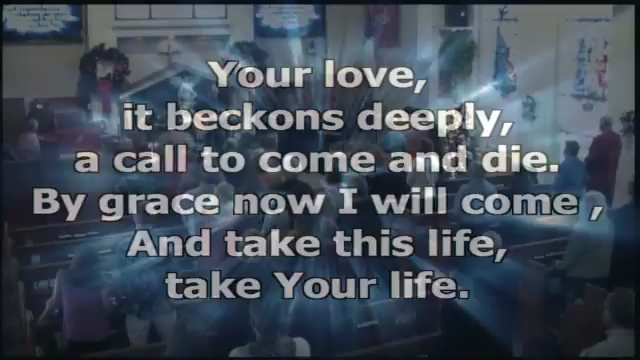 Your love,
it beckons deeply,
a call to come and die.
By grace now I will come ,
And take this life,
take Your life.